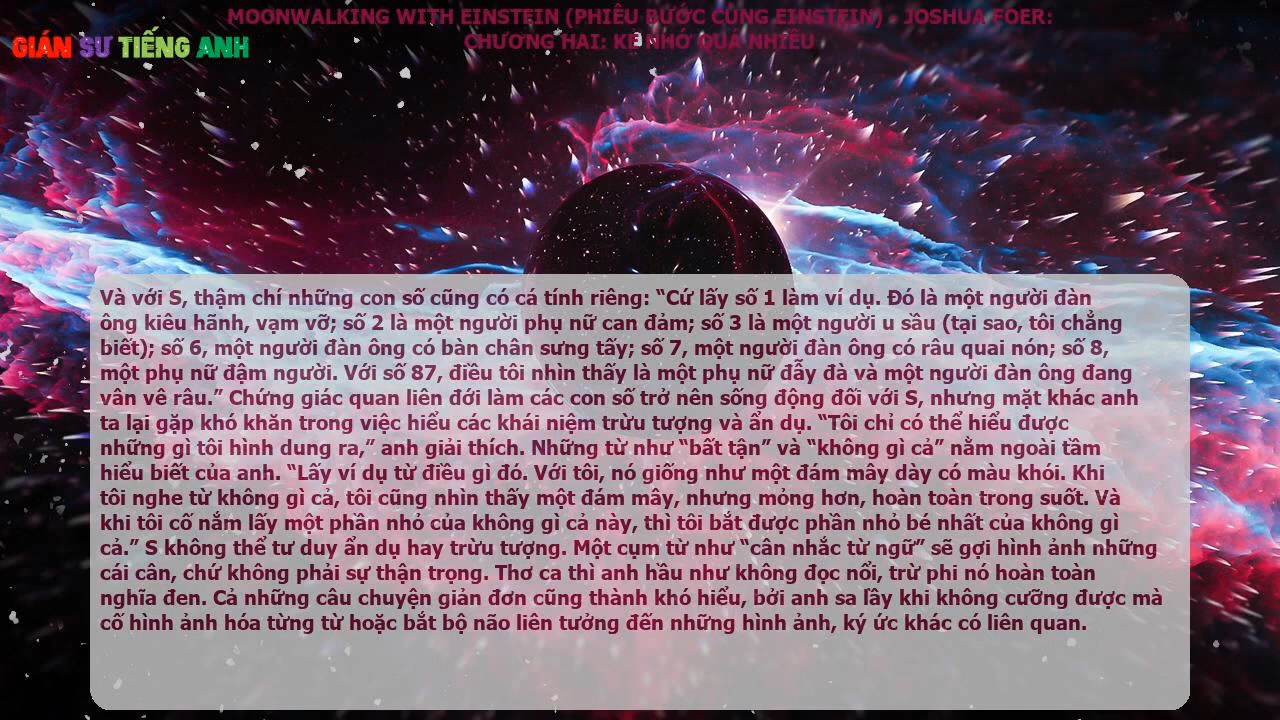 MOONWALKING WITH EINSTEIN (PHIÊU BƯỚC CÙNG EINSTEIN) - JOSHUA FOER:
CHƯƠNG HAI: KẺ NHỚ QUÁ NHIỀU
3
GIÁN SƯ TIẾNG ANH
Và với S, thậm chí những con số cũng có cá tính riêng: “Cứ lấy số 1 làm ví dụ. Đó là một người đàn
ông kiêu hãnh, vạm vỡ; số 2 là một người phụ nữ can đảm; số 3 là một người u sầu (tại sao, tôi chẳng
biết); số 6, một người đàn ông có bàn chân sưng tấy; số 7, một người đàn ông có râu quai nón; số 8,
một phụ nữ đậm người. Với số 87, điều tôi nhìn thấy là một phụ nữ đẫy đà và một người đàn ông đang
vân vê râu.” Chứng giác quan liên đới làm các con số trở nên sống động đối với S, nhưng mặt khác anh
ta lại gặp khó khăn trong việc hiểu các khái niệm trừu tượng và ẩn dụ. “Tôi chỉ có thể hiểu được
những gì tôi hình dung ra,” anh giải thích. Những từ như “bất tận” và “không gì cả” nằm ngoài tầm
hiểu biết của anh. “Lấy ví dụ từ điều gì đó. Với tôi, nó giống như một đám mây dày có màu khói. Khi
tôi nghe từ không gì cả, tôi cũng nhìn thấy một đám mây, nhưng mỏng hơn, hoàn toàn trong suốt. Và
khi tôi cố nắm lấy một phần nhỏ của không gì cả này, thì tôi bắt được phần nhỏ bé nhất của không gì
cả.” S không thể tư duy ẩn dụ hay trừu tượng. Một cụm từ như “cân nhắc từ ngữ” sẽ gợi hình ảnh những
cái cân, chứ không phải sự thận trọng. Thơ ca thì anh hầu như không đọc nổi, trừ phi nó hoàn toàn
nghĩa đen. Cả những câu chuyện giản đơn cũng thành khó hiểu, bởi anh sa lầy khi không cưỡng được mà
cố hình ảnh hóa từng từ hoặc bắt bộ não liên tưởng đến những hình ảnh, ký ức khác có liên quan.